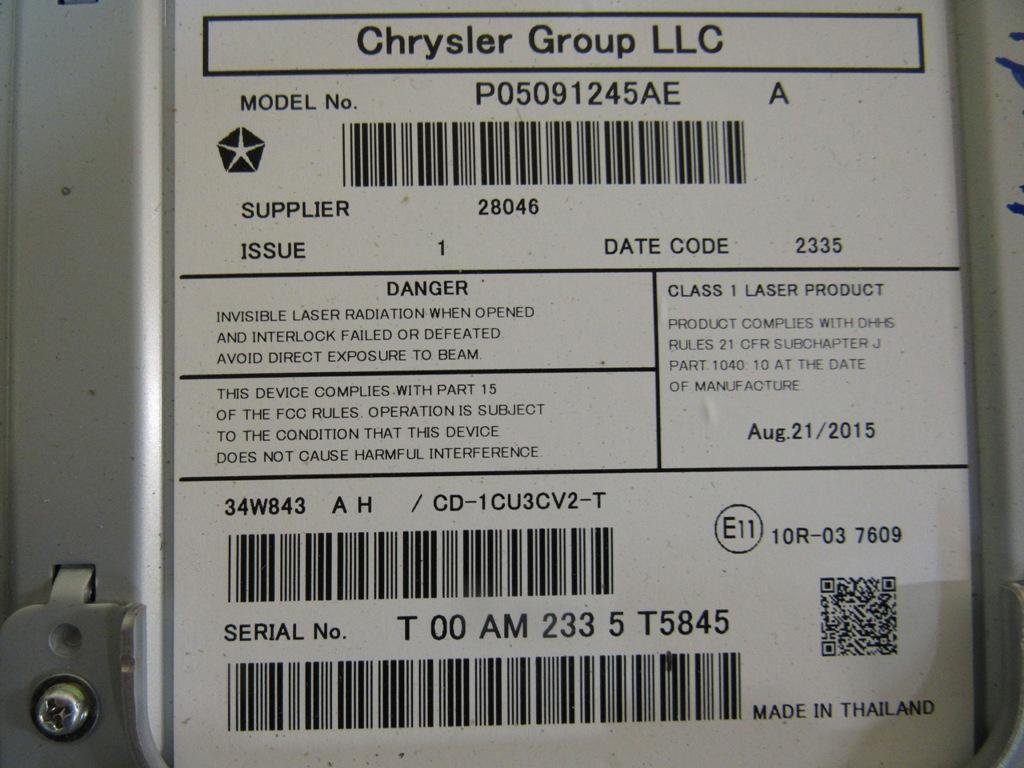 Chrysler Group LLC
MODEL No. P05091245AE A
SUPPLIER 28046
ISSUE 1 DATE CODE 2335
DANGER
INVISIBLE LASER RADIATION WHEN OPENED
AND INTERLOCK FAILED OR DEFEATED.
AVOID DIRECT EXPOSURE TO BEAM.
CLASS 1 LASER PRODUCT
PRODUCT COMPLIES WITH DHHS
RULES 21 CFR SUBCHAPTER J
PART 1040. 10 AT THE DATE
OF MANUFACTURE.
Aug.21/2015
THIS DEVICE COMPLIES WITH PART 15
OF THE FCC RULES. OPERATION IS SUBJECT
TO THE CONDITION THAT THIS DEVICE
DOES NOT CAUSE HARMFUL INTERFERENCE.
34W843 A H / CD-1CU3CV2-T
E11 10R-03 7609
SERIAL No. T 00 AM 233 5 T5845
MADE IN THAILAND